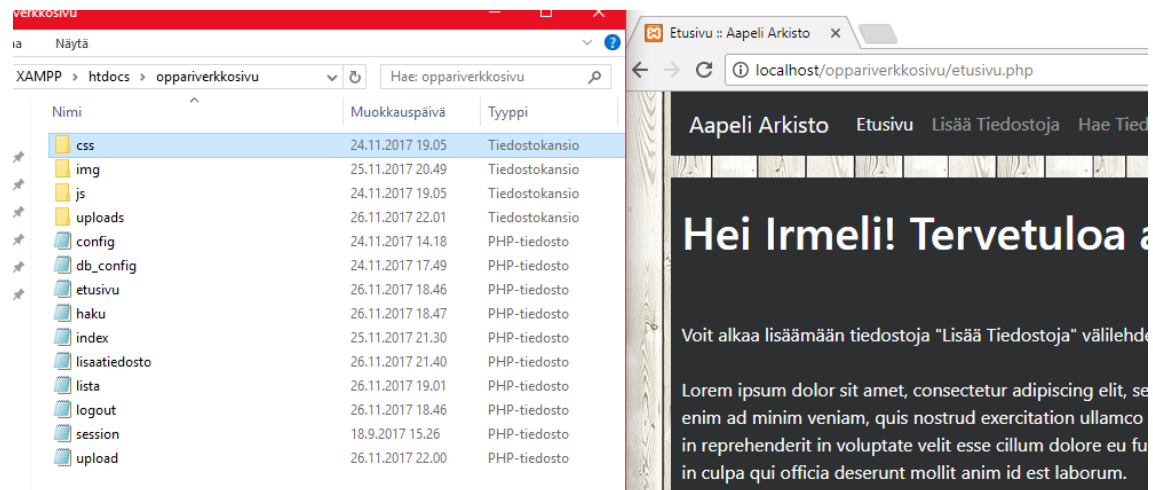 verkkosivu
na Näytä
XAMPP > htdocs > oppariverkkosivu
Hae: oppariverkkosivu
Nimi Muokkauspäivä Tyyppi
css 24.11.2017 19.05 Tiedostokansio
img 25.11.2017 20.49 Tiedostokansio
js 24.11.2017 19.05 Tiedostokansio
uploads 26.11.2017 22.01 Tiedostokansio
config 24.11.2017 14.18 PHP-tiedosto
db_config 24.11.2017 17.49 PHP-tiedosto
etusivu 26.11.2017 18.46 PHP-tiedosto
haku 26.11.2017 18.47 PHP-tiedosto
index 25.11.2017 21.30 PHP-tiedosto
lisaatiedosto 26.11.2017 21.40 PHP-tiedosto
lista 26.11.2017 19.01 PHP-tiedosto
logout 26.11.2017 18.46 PHP-tiedosto
session 18.9.2017 15.26 PHP-tiedosto
upload 26.11.2017 22.00 PHP-tiedosto
Etusivu :: Aapeli Arkisto
localhost/oppariverkkosivu/etusivu.php
Aapeli Arkisto Etusivu Lisää Tiedostoja Hae Tied
Hei Irmeli! Tervetuloa a
Voit alkaa lisäämään tiedostoja "Lisää Tiedostoja" välilehde
Lorem ipsum dolor sit amet, consectetur adipiscing elit, se
enim ad minim veniam, quis nostrud exercitation ullamco
in reprehenderit in voluptate velit esse cillum dolore eu fu
in culpa qui officia deserunt mollit anim id est laborum.